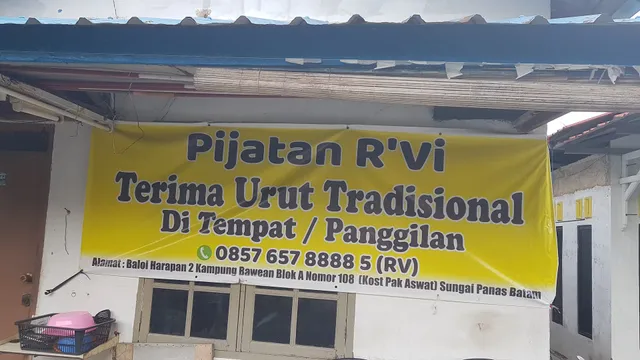 Pijatan R'Vi
Terima Urut Tradisional
Di Tempat / Panggilan
0857 657 8888 5 (RV)
Alamat : Baloi Harapan 2 Kampung Rawean Blok A Nomor 108 (Kost Pak Aswat) Sungai Panas Batam